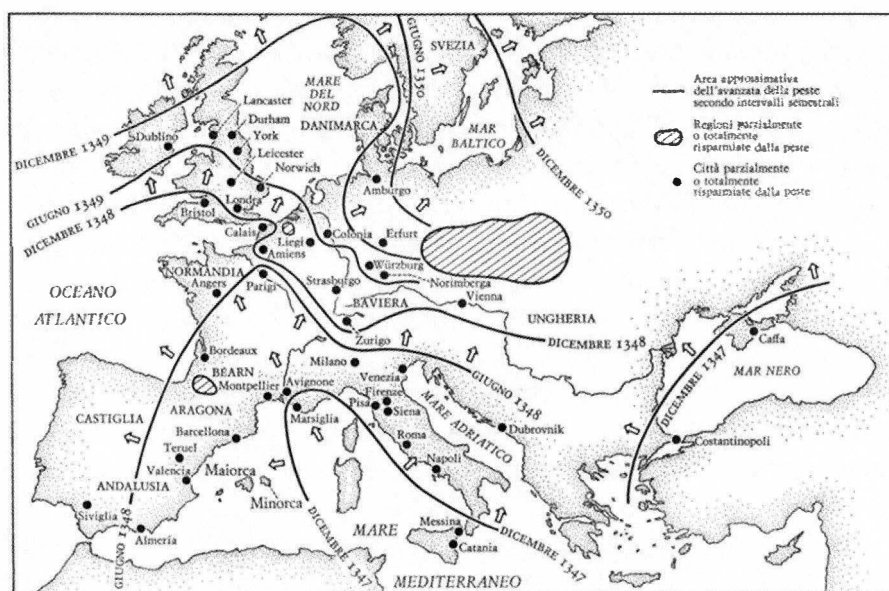 SVEZIA
GIUGNO 1350
MARE
DEL
NORD
DANIMARCA
MAR
BALTICO
DICEMBRE 1350
Area approssimativa
dell'avanzata della peste
secondo intervalli semestrali
Regioni parzialmente
o totalmente
risparmiate dalla peste
Città parzialmente
o totalmente
risparmiate dalla peste
Lancaster
Durham
York
Leicester
Norwich
Dublino
DICEMBRE 1349
GIUGNO 1349
DICEMBRE 1348
Londra
Bristol
Calais
Amburgo
Colonia
Erfurt
Liegi
Amiens
Würzburg
Norimberga
NORMANDIA
Angers
Parigi
Strasburgo
Vienna
BAVIERA
OCEANO
ATLANTICO
UNGHERIA
DICEMBRE 1348
Zurigo
Bordeaux
BÉARN
Milano
Venezia
GIUGNO 1348
Caffa
MAR NERO
DICEMBRE 1347
Montpellier
Avignone
Firenze
Pisa
Siena
Marsiglia
CASTIGLIA
ARAGONA
MARE ADRIATICO
Dubrovnik
Costantinopoli
Barcellona
Roma
Teruel
Valencia
Maiorca
Napoli
ANDALUSIA
Minorca
Siviglia
Almería
GIUGNO 1348
DICEMBRE 1347
MARE
Messina
DICEMBRE 1347
Catania
MEDITERRANEO